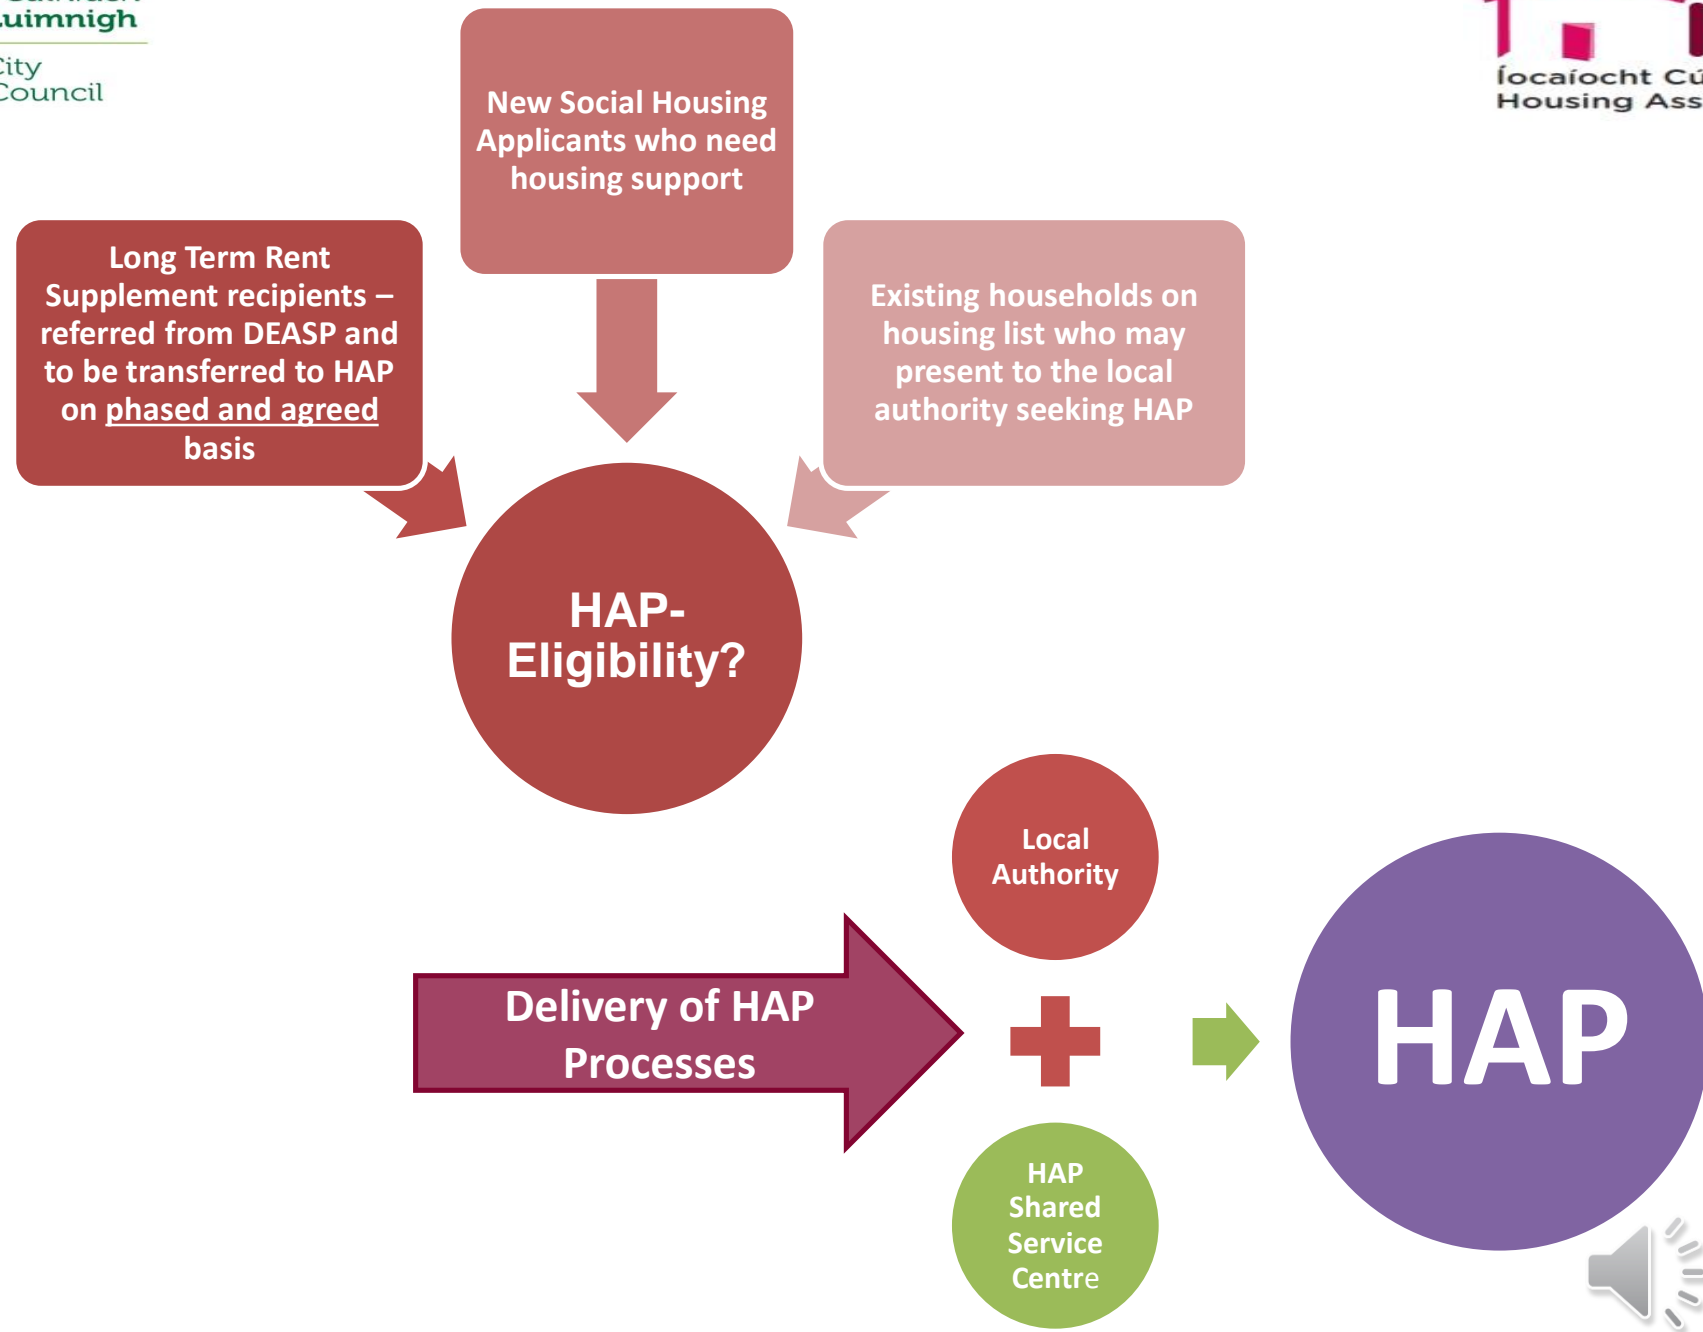 Luimnigh
City
Council
Íocaíocht
Housing
New Social Housing
Applicants who need
housing support
Long Term Rent
Supplement recipients –
referred from DEASP and
to be transferred to HAP
on phased and agreed
basis
Existing households on
housing list who may
present to the local
authority seeking HAP
HAP-
Eligibility?
Local
Authority
Delivery of HAP
Processes
HAP
HAP
Shared
Service
Centre